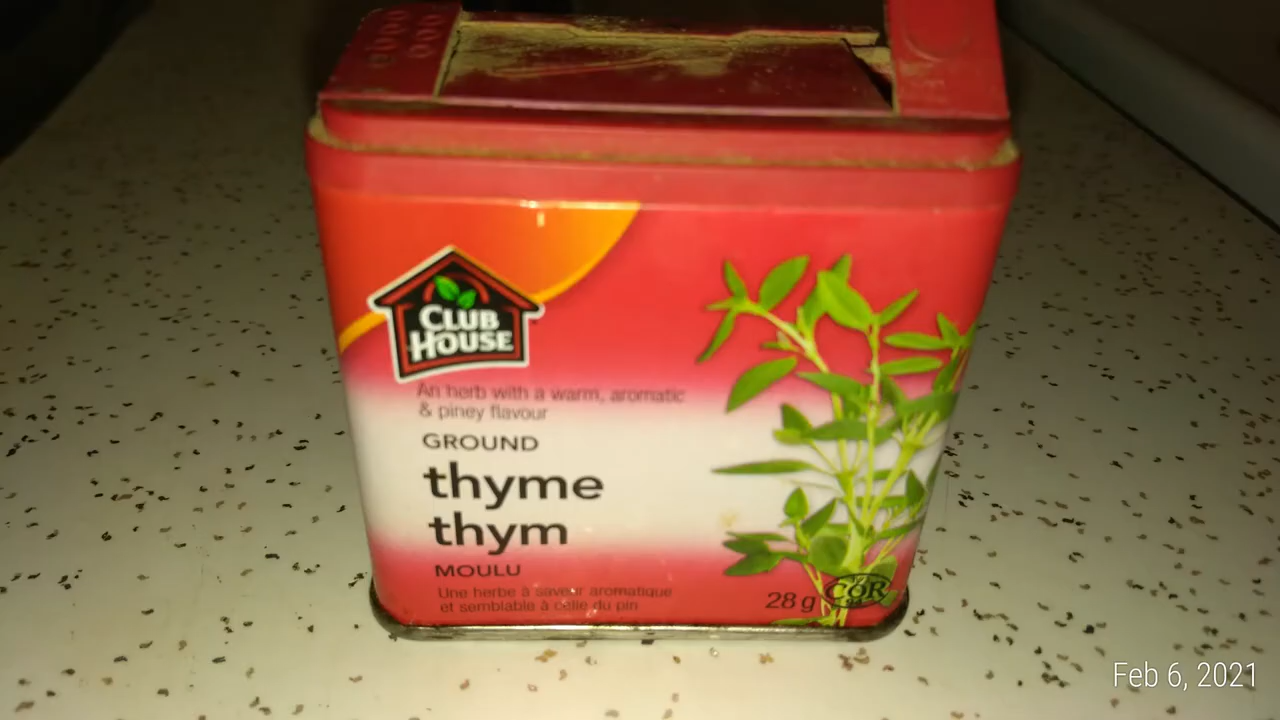 CLUB
HOUSE
An herb with a warm, aromatic
& piney flavour
GROUND
thyme
thym
MOULU
Une herbe à saveur aromatique
et semblable à celle du pin
28 g
COR
Feb 6, 2021